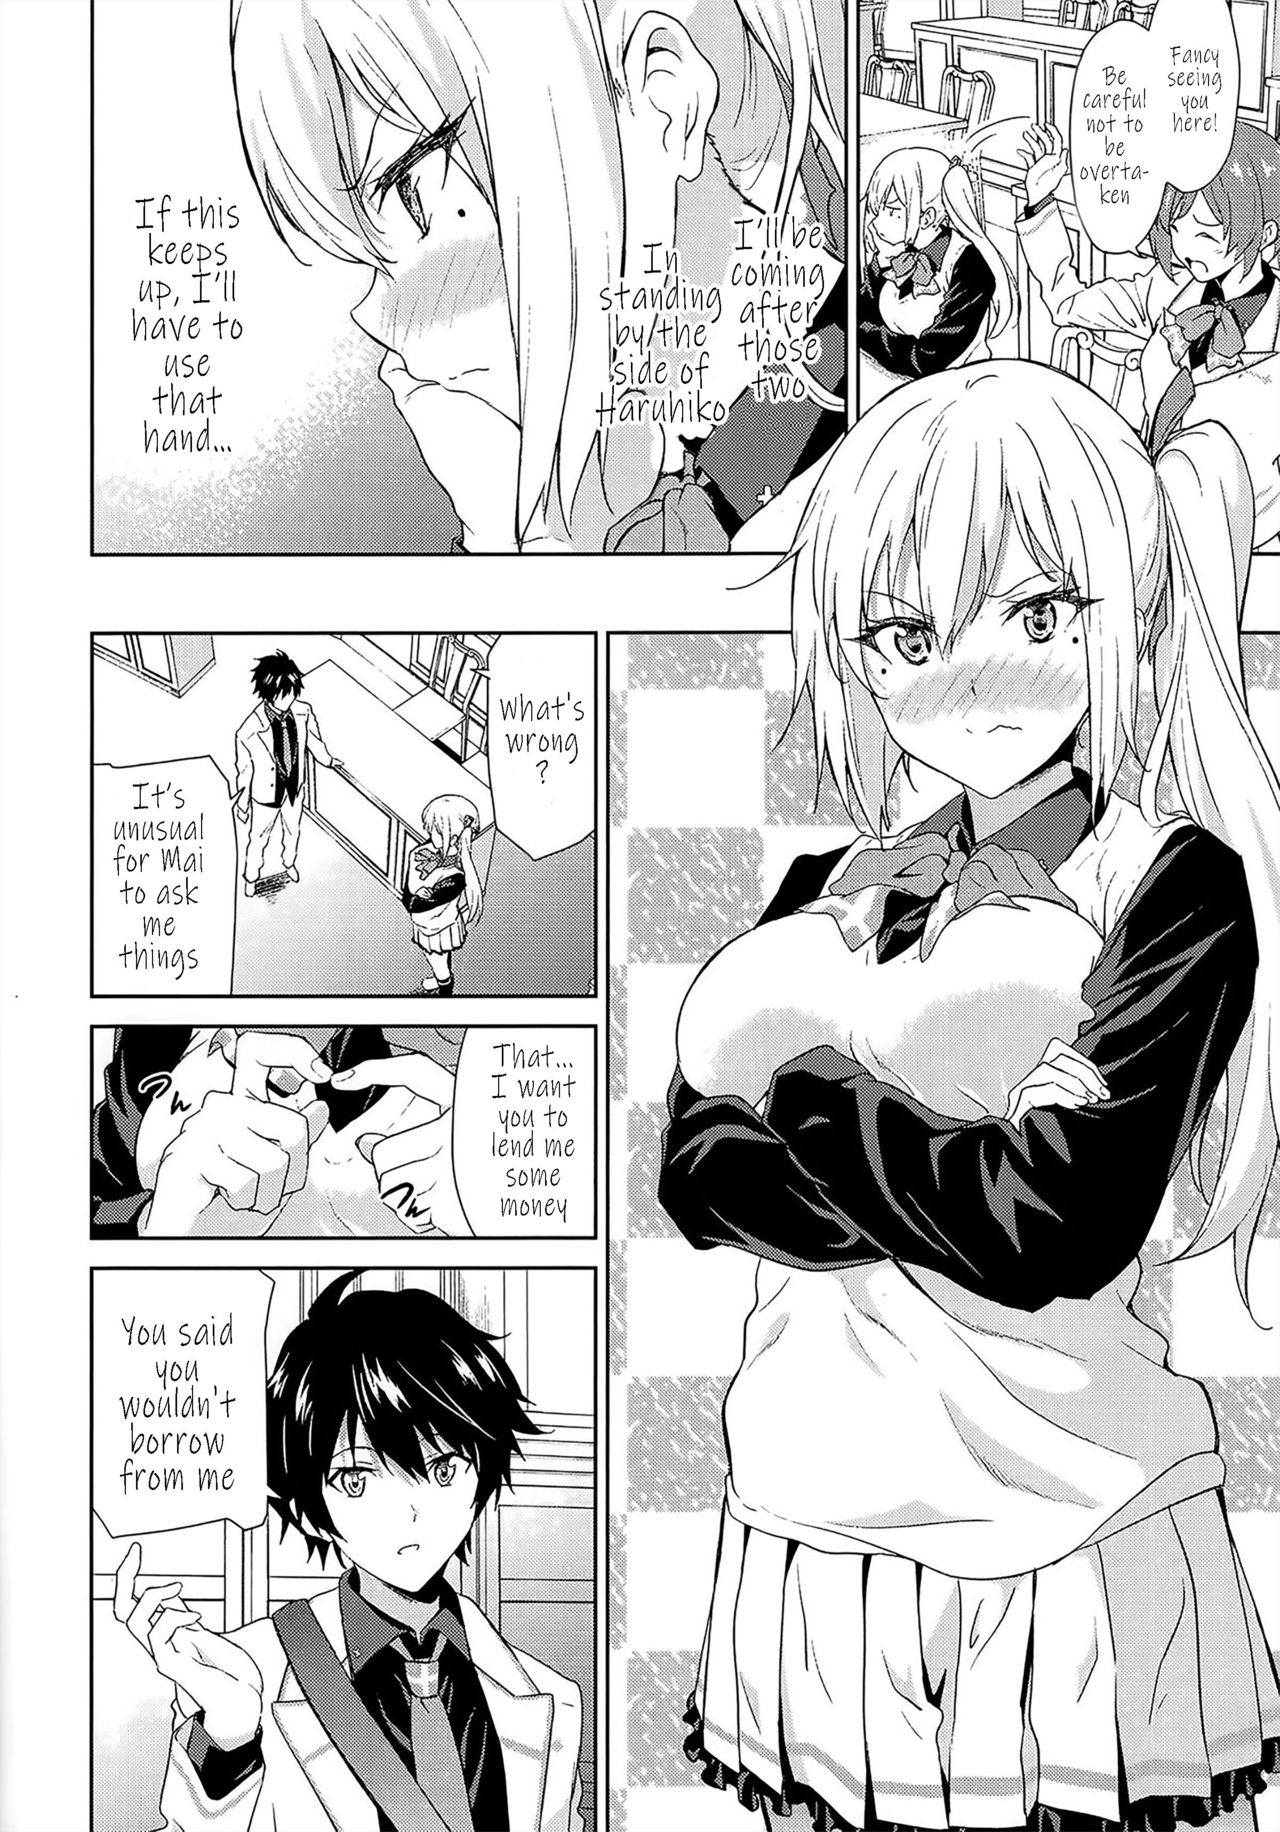 Fancy
seeing
you
here!
Be
careful
not to
be
overta-
ken
I'll be
coming
after
those
two
In
standing
by the
side of
Haruhiko
If this
keeps
up, I'll
have to
use
that
hand...
What's
wrong
?
It's
unusual
for Mai
to ask
me
things
That...
I want
you to
lend me
some
money
You said
you
wouldn't
borrow
from me